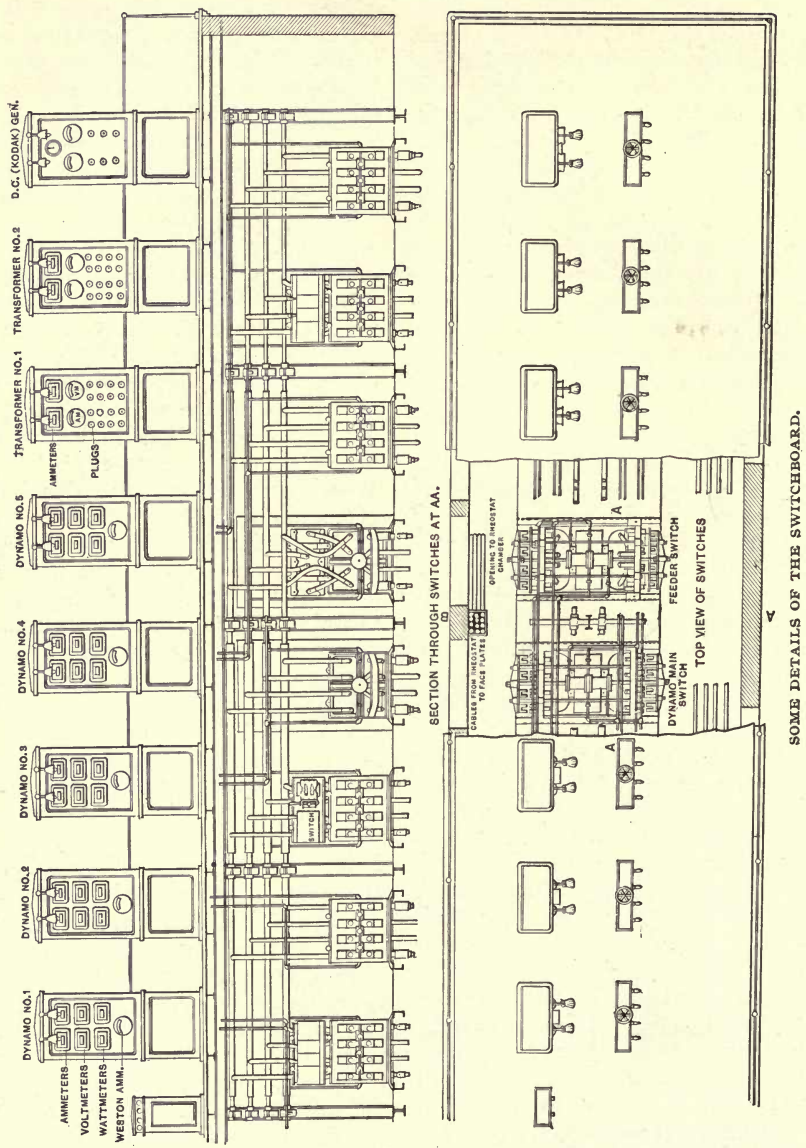 DYNAMO NO.1
DYNAMO NO.2
DYNAMO NO.3
DYNAMO NO.4
DYNAMO NO.5
TRANSFORMER NO.1
TRANSFORMER NO.2
D.C. (KODAK) GEN.
AMMETERS
VOLTMETERS
WATTMETERS
WESTON AMM.
AMMETERS
PLUGS
AM
VM
SWITCH
SECTION THROUGH SWITCHES AT AA.
B
CABLES FROM RHEOSTAT
TO FACE PLATES
OPENING TO RHEOSTAT
CHAMBER
A
A
DYNAMO MAIN
SWITCH
FEEDER SWITCH
TOP VIEW OF SWITCHES
A
SOME DETAILS OF THE SWITCHBOARD.